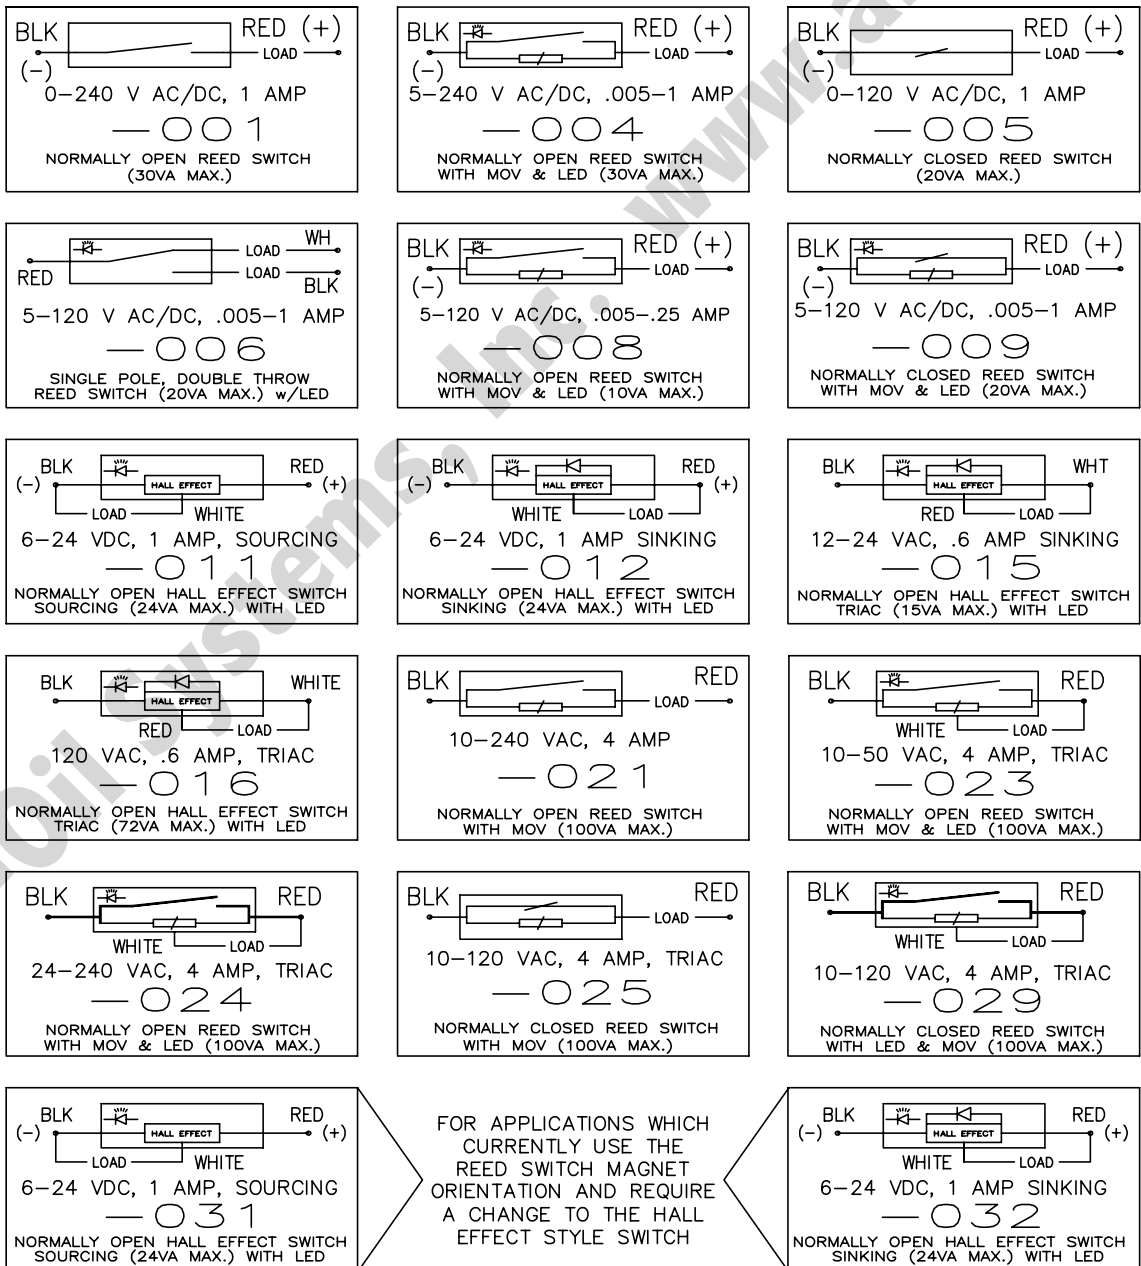 BLK RED (+)
(-) LOAD
0-240 V AC/DC, 1 AMP
-001
NORMALLY OPEN REED SWITCH
(30VA MAX.)
BLK RED (+)
(-) LOAD
5-240 V AC/DC, .005-1 AMP
-004
NORMALLY OPEN REED SWITCH
WITH MOV & LED (30VA MAX.)
BLK RED (+)
(-) LOAD
0-120 V AC/DC, 1 AMP
-005
NORMALLY CLOSED REED SWITCH
(20VA MAX.)
WH
LOAD
RED LOAD
BLK
5-120 V AC/DC, .005-1 AMP
-006
SINGLE POLE, DOUBLE THROW
REED SWITCH (20VA MAX.) w/LED
BLK RED (+)
(-) LOAD
5-120 V AC/DC, .005-.25 AMP
-008
NORMALLY OPEN REED SWITCH
WITH MOV & LED (10VA MAX.)
BLK RED (+)
(-) LOAD
5-120 V AC/DC, .005-1 AMP
-009
NORMALLY CLOSED REED SWITCH
WITH MOV & LED (20VA MAX.)
BLK RED
(-) HALL EFFECT (+)
LOAD WHITE
6-24 VDC, 1 AMP, SOURCING
-011
NORMALLY OPEN HALL EFFECT SWITCH
SOURCING (24VA MAX.) WITH LED
BLK RED
(-) HALL EFFECT (+)
WHITE LOAD
6-24 VDC, 1 AMP SINKING
-012
NORMALLY OPEN HALL EFFECT SWITCH
SINKING (24VA MAX.) WITH LED
BLK WHT
HALL EFFECT
RED LOAD
12-24 VAC, .6 AMP SINKING
-015
NORMALLY OPEN HALL EFFECT SWITCH
TRIAC (15VA MAX.) WITH LED
BLK WHITE
HALL EFFECT
RED LOAD
120 VAC, .6 AMP, TRIAC
-016
NORMALLY OPEN HALL EFFECT SWITCH
TRIAC (72VA MAX.) WITH LED
BLK RED
LOAD
10-240 VAC, 4 AMP
-021
NORMALLY OPEN REED SWITCH
WITH MOV (100VA MAX.)
BLK RED
WHITE LOAD
10-50 VAC, 4 AMP, TRIAC
-023
NORMALLY OPEN REED SWITCH
WITH MOV & LED (100VA MAX.)
BLK RED
WHITE LOAD
24-240 VAC, 4 AMP, TRIAC
-024
NORMALLY OPEN REED SWITCH
WITH MOV & LED (100VA MAX.)
BLK RED
LOAD
10-120 VAC, 4 AMP, TRIAC
-025
NORMALLY CLOSED REED SWITCH
WITH MOV (100VA MAX.)
BLK RED
WHITE LOAD
10-120 VAC, 4 AMP, TRIAC
-029
NORMALLY CLOSED REED SWITCH
WITH LED & MOV (100VA MAX.)
BLK RED
(-) HALL EFFECT (+)
LOAD WHITE
6-24 VDC, 1 AMP, SOURCING
-031
NORMALLY OPEN HALL EFFECT SWITCH
SOURCING (24VA MAX.) WITH LED
FOR APPLICATIONS WHICH
CURRENTLY USE THE
REED SWITCH MAGNET
ORIENTATION AND REQUIRE
A CHANGE TO THE HALL
EFFECT STYLE SWITCH
BLK RED
(-) HALL EFFECT (+)
WHITE LOAD
6-24 VDC, 1 AMP SINKING
-032
NORMALLY OPEN HALL EFFECT SWITCH
SINKING (24VA MAX.) WITH LED
Systems, Inc.